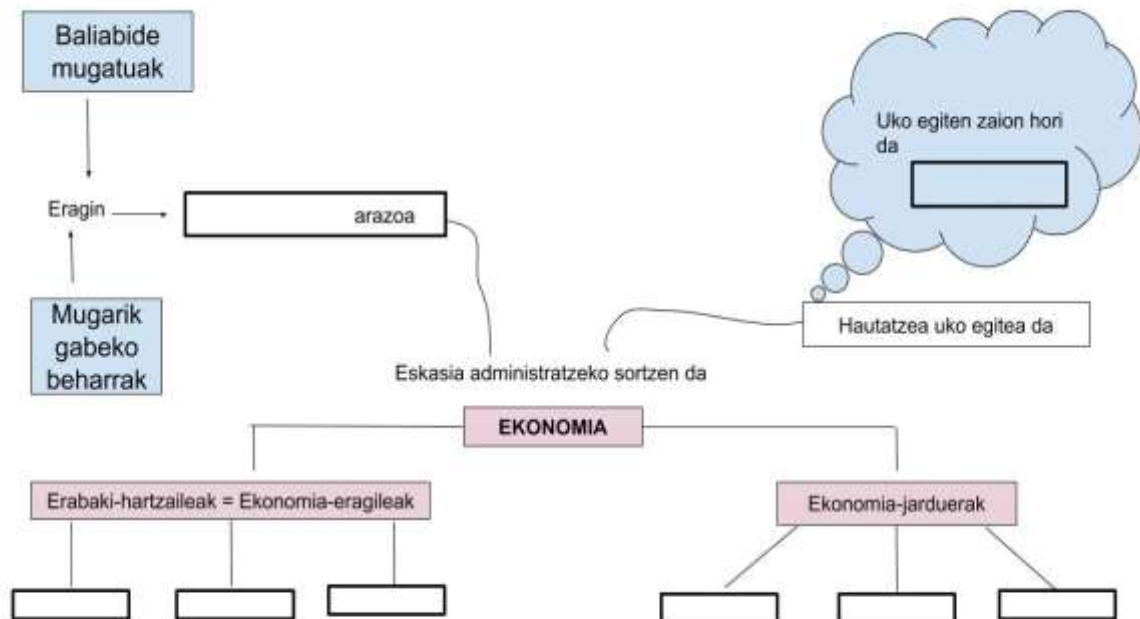 Baliabide
mugatuak
Uko egiten zaion hori
da
Eragin
arazoa
Mugarik
gabeko
beharrak
Hautatzea uko egitea da
Eskasia administratzeko sortzen da
EKONOMIA
Erabaki-hartzaileak = Ekonomia-eragileak
Ekonomia-jarduerak